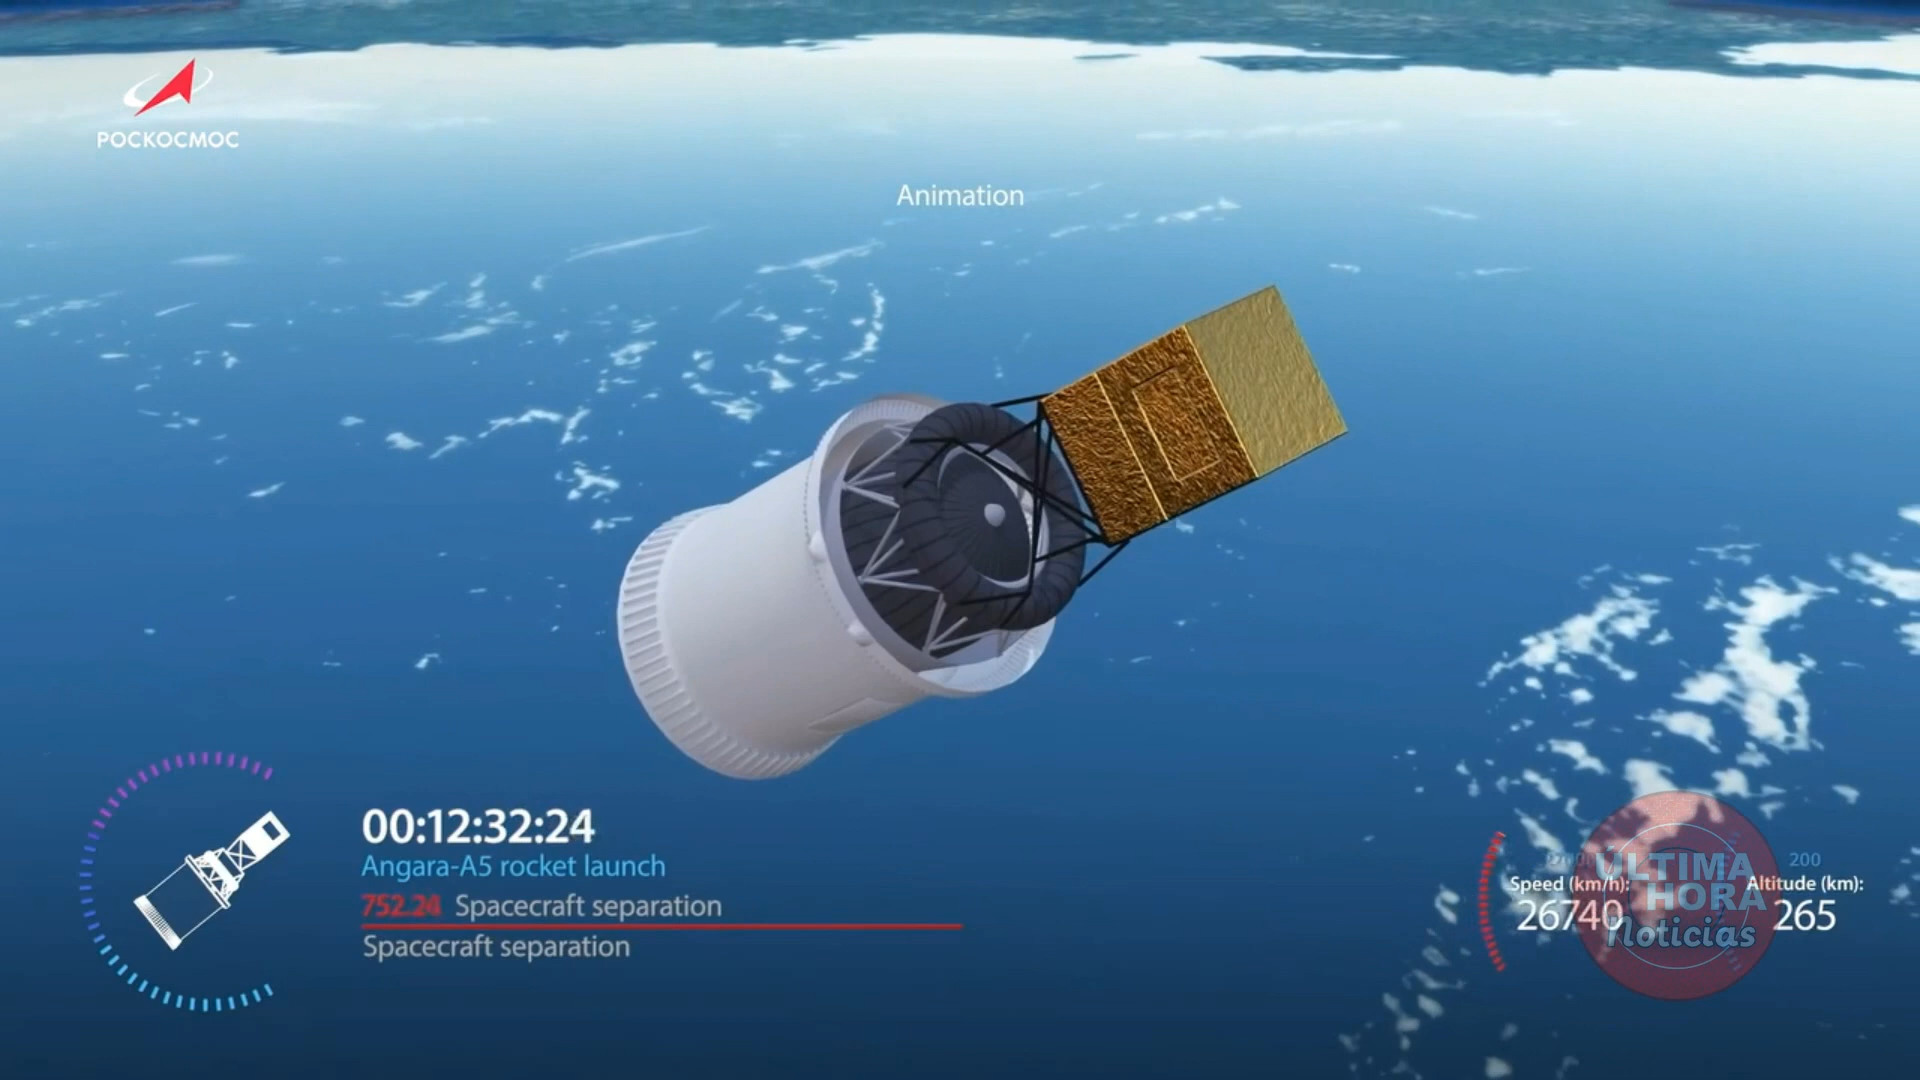 РОСКОСМОС
Animation
00:12:32:24
Angara-A5 rocket launch
752.24 Spacecraft separation
Spacecraft separation
Speed (km/h):
26740
200
Altitude (km):
265
ÚLTIMA
HORA
Noticias